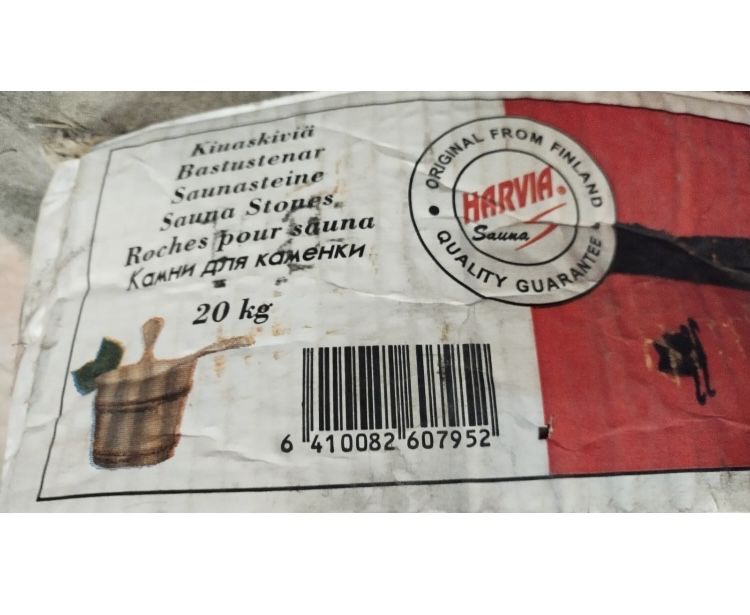 Kiuaskiviä
Bastustenar
Saunasteine
Sauna Stones
Roches pour sauna
Камни для каменки
20 kg
ORIGINAL FROM FINLAND
HARVIA
Sauna
QUALITY GUARANTEE
6 410082 607952